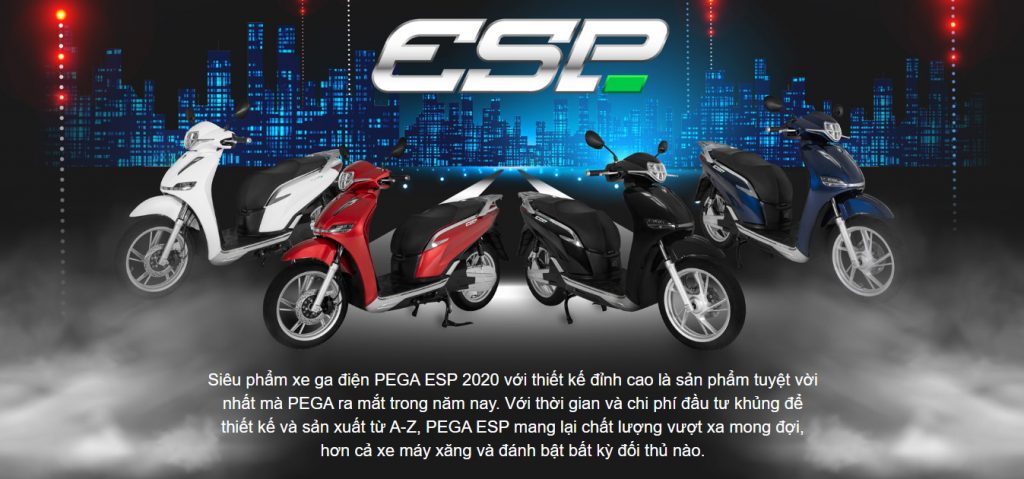 ESP
ESP
ESP
Siêu phẩm xe ga điện PEGA ESP 2020 với thiết kế đỉnh cao là sản phẩm tuyệt vời
nhất mà PEGA ra mắt trong năm nay. Với thời gian và chi phí đầu tư khủng để
thiết kế và sản xuất từ A-Z, PEGA ESP mang lại chất lượng vượt xa mong đợi,
hơn cả xe máy xăng và đánh bật bất kỳ đối thủ nào.